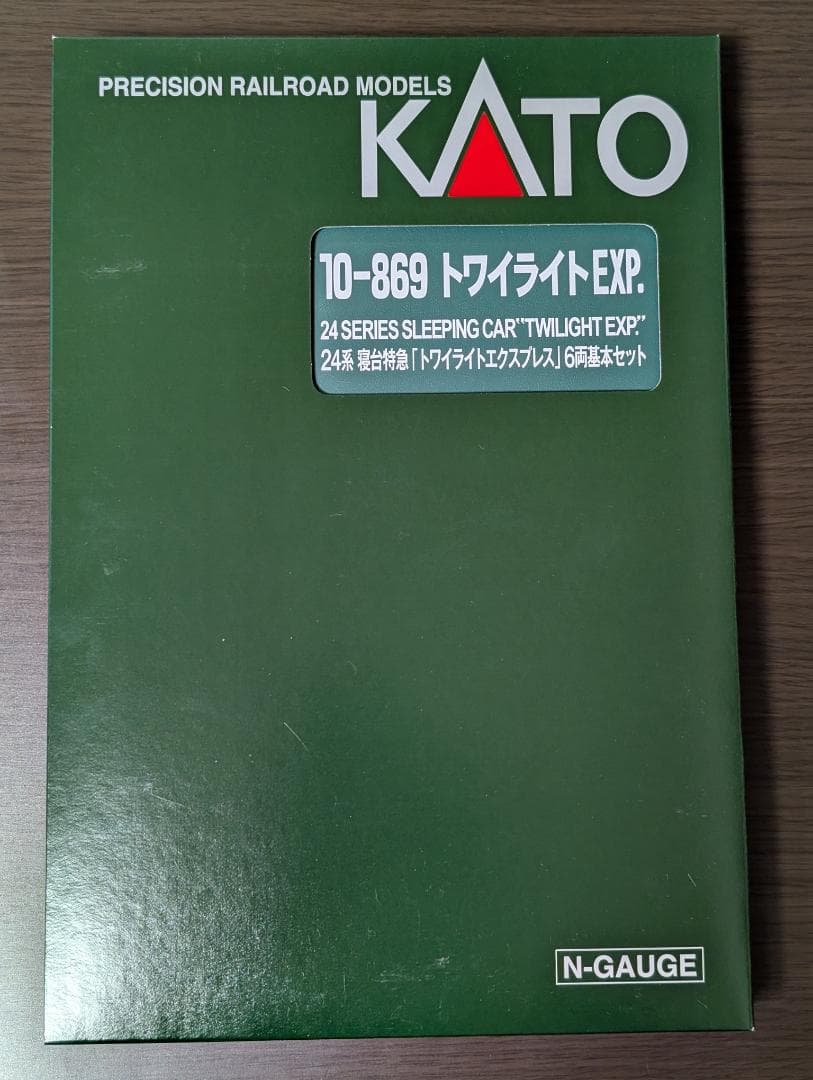 PRECISION RAILROAD MODELS
KATO
10-869 トワイライトEXP.
24 SERIES SLEEPING CAR "TWILIGHT EXP."
24系 寝台特急「トワイライトエクスプレス」6両基本セット
N-GAUGE